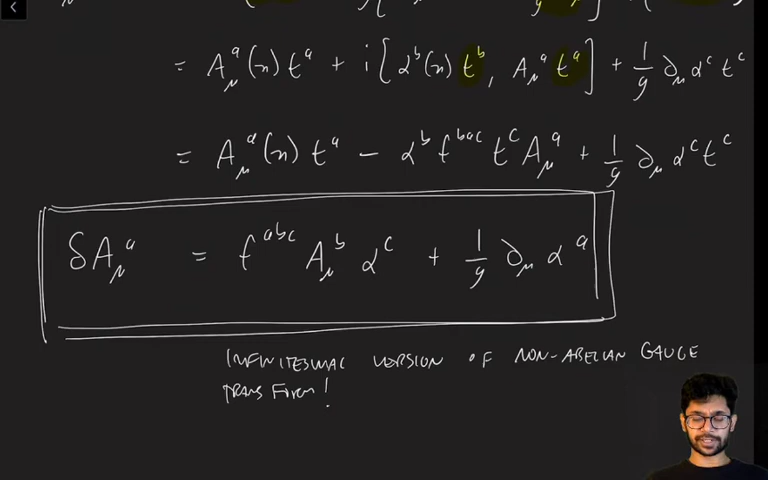 = A_μ^a(x) t^a + i [ α^b(x) t^b, A_μ^a t^a ] + 1/g ∂_μ α^c t^c
= A_μ^a(x) t^a − α^b f^{bac} t^c A_μ^a + 1/g ∂_μ α^c t^c
δA_μ^a = f^{abc} A_μ^b α^c + 1/g ∂_μ α^a
INFINITESIMAL VERSION OF NON-ABELIAN GAUGE
TRANSFORM!